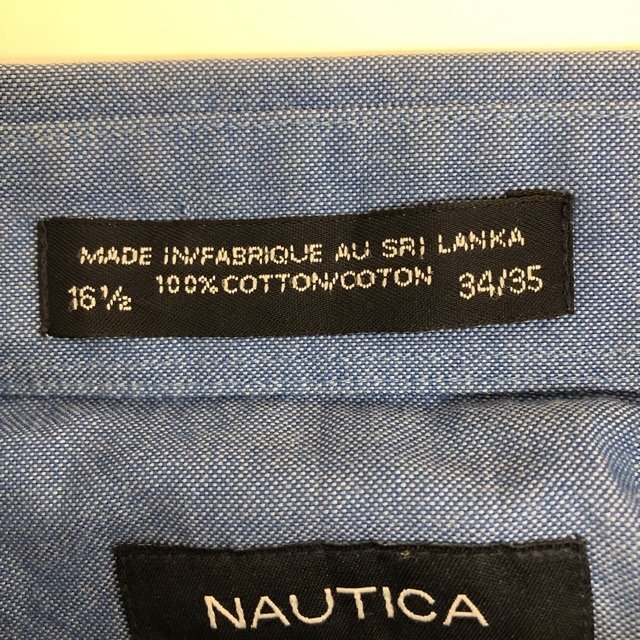 MADE IN/FABRIQUE AU SRI LANKA
16½ 100% COTTON/COTON 34/35
NAUTICA